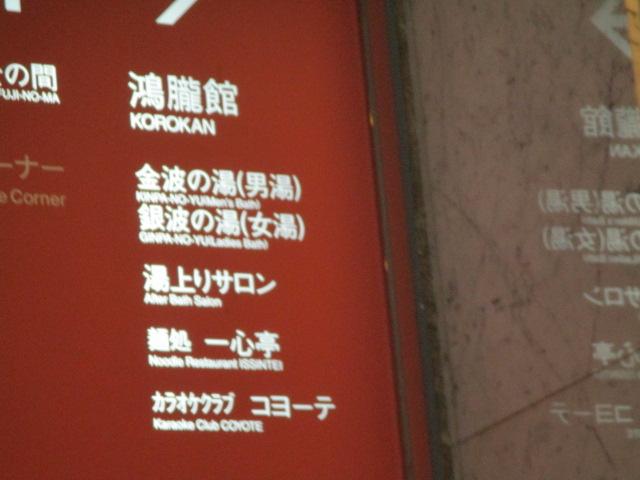 の間
FUJI-NO-MA
ーナー
e Corner
鴻臚館
KOROKAN
金波の湯(男湯)
KINPA-NO-YU(Men's Bath)
銀波の湯(女湯)
GINPA-NO-YU(Ladies Bath)
湯上りサロン
After Bath Salon
麺処 一心亭
Noodle Restaurant ISSINTEI
カラオケクラブ コヨーテ
Karaoke Club COYOTE